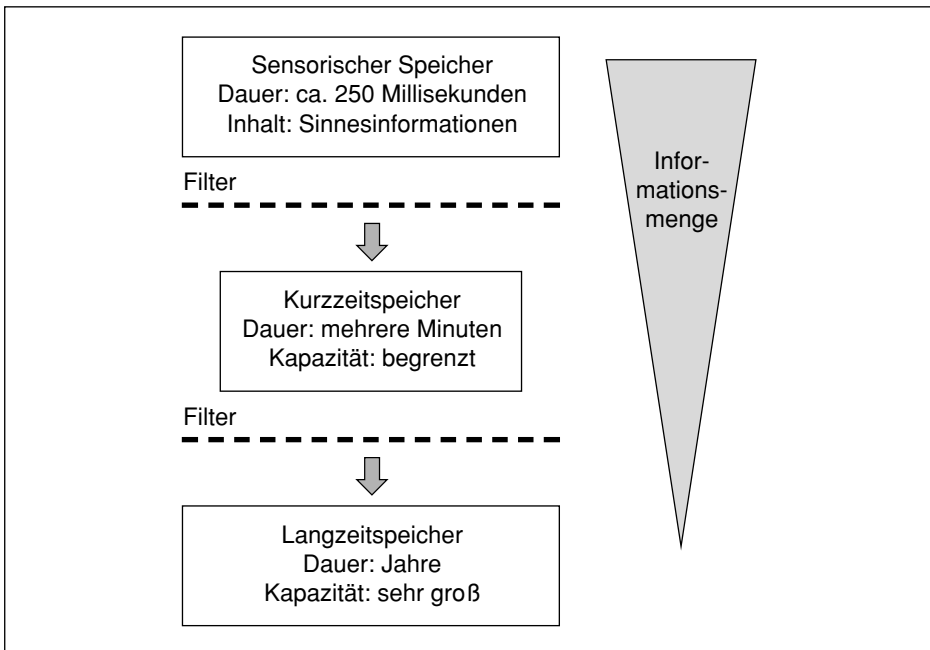 Sensorischer Speicher
Dauer: ca. 250 Millisekunden
Inhalt: Sinnesinformationen
Infor-
mations-
menge
Filter
Kurzzeitspeicher
Dauer: mehrere Minuten
Kapazität: begrenzt
Filter
Langzeitspeicher
Dauer: Jahre
Kapazität: sehr groß